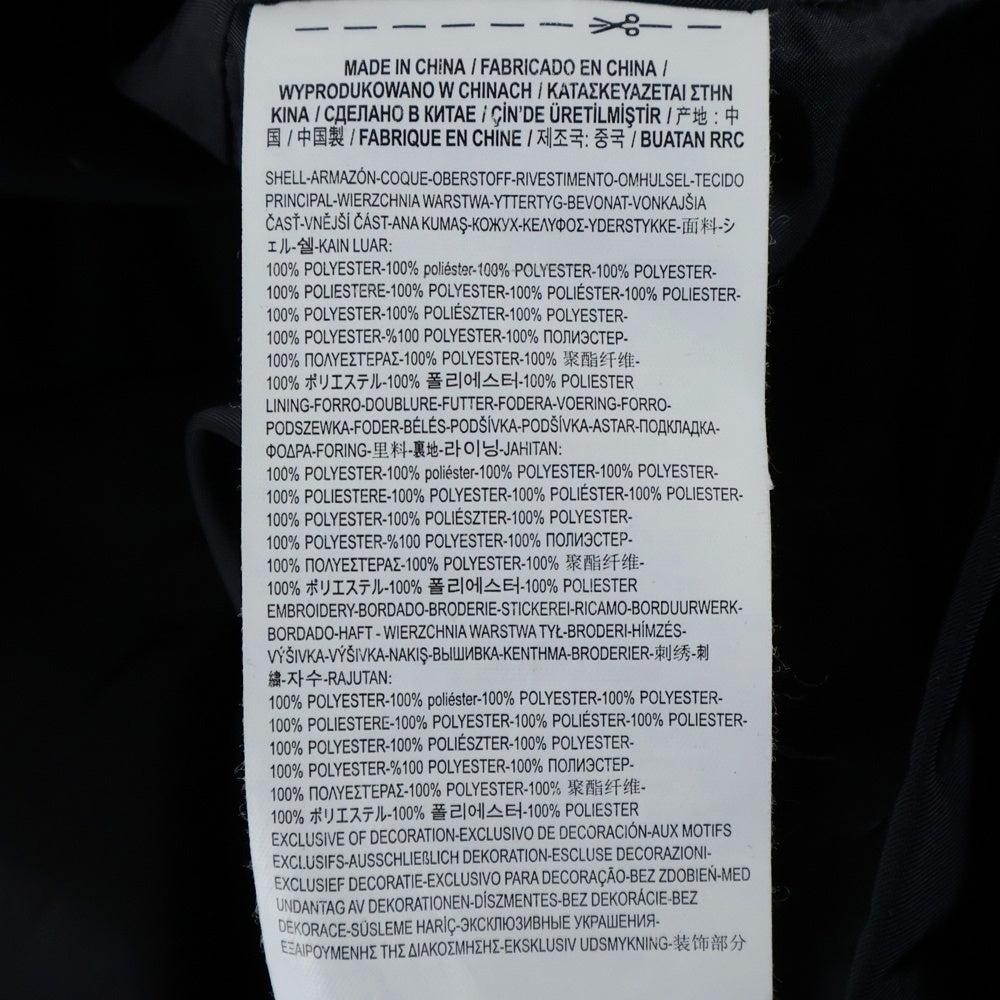 MADE IN CHINA / FABRICADO EN CHINA /
WYPRODUKOWANO W CHINACH / ΚΑΤΑΣΚΕΥΑΖΕΤΑΙ ΣΤΗΝ
ΚΙΝΑ / СДЕЛАНО В КИТАЕ / ÇİN'DE ÜRETİLMİŞTİR / 产地 : 中
国 / 中国製 / FABRIQUE EN CHINE / 제조국: 중국 / BUATAN RRC
SHELL-ARMAZÓN-COQUE-OBERSTOFF-RIVESTIMENTO-OMHULSEL-TECIDO
PRINCIPAL-WIERZCHNIA WARSTWA-YTTERTYG-BEVONAT-VONKAJŠIA
ČASŤ-VNĚJŠÍ ČÁST-ANA KUMAŞ-КОЖУХ-ΚΕΛΥΦΟΣ-YDERSTYKKE-面料-シ
ェル-쉘-KAIN LUAR:
100% POLYESTER-100% poliéster-100% POLYESTER-100% POLYESTER-
100% POLIESTERE-100% POLYESTER-100% POLIÉSTER-100% POLIESTER-
100% POLYESTER-100% POLIÉSZTER-100% POLYESTER-
100% POLYESTER-%100 POLYESTER-100% ПОЛИЭСТЕР-
100% ΠΟΛΥΕΣΤΕΡΑΣ-100% POLYESTER-100% 聚酯纤维-
100% ポリエステル-100% 폴리에스터-100% POLIESTER
LINING-FORRO-DOUBLURE-FUTTER-FODERA-VOERING-FORRO-
PODSZEWKA-FODER-BÉLÉS-PODŠÍVKA-PODŠÍVKA-ASTAR-ПОДКЛАДКА-
ΦΟΔΡΑ-FORING-里料-裏地-라이닝-JAHITAN:
100% POLYESTER-100% poliéster-100% POLYESTER-100% POLYESTER-
100% POLIESTERE-100% POLYESTER-100% POLIÉSTER-100% POLIESTER-
100% POLYESTER-100% POLIÉSZTER-100% POLYESTER-
100% POLYESTER-%100 POLYESTER-100% ПОЛИЭСТЕР-
100% ΠΟΛΥΕΣΤΕΡΑΣ-100% POLYESTER-100% 聚酯纤维-
100% ポリエステル-100% 폴리에스터-100% POLIESTER
EMBROIDERY-BORDADO-BRODERIE-STICKEREI-RICAMO-BORDUURWERK-
BORDADO-HAFT - WIERZCHNIA WARSTWA TYŁ-BRODERI-HÍMZÉS-
VÝŠIVKA-VÝŠIVKA-NAKIŞ-ВЫШИВКА-ΚΕΝΤΗΜΑ-BRODERIER-刺绣-刺
繍-자수-RAJUTAN:
100% POLYESTER-100% poliéster-100% POLYESTER-100% POLYESTER-
100% POLIESTERE-100% POLYESTER-100% POLIÉSTER-100% POLIESTER-
100% POLYESTER-100% POLIÉSZTER-100% POLYESTER-
100% POLYESTER-%100 POLYESTER-100% ПОЛИЭСТЕР-
100% ΠΟΛΥΕΣΤΕΡΑΣ-100% POLYESTER-100% 聚酯纤维-
100% ポリエステル-100% 폴리에스터-100% POLIESTER
EXCLUSIVE OF DECORATION-EXCLUSIVO DE DECORACIÓN-AUX MOTIFS
EXCLUSIFS-AUSSCHLIEßLICH DEKORATION-ESCLUSE DECORAZIONI-
EXCLUSIEF DECORATIE-EXCLUSIVO PARA DECORAÇÃO-BEZ ZDOBIEŃ-MED
UNDANTAG AV DEKORATIONEN-DÍSZMENTES-BEZ DEKORÁCIE-BEZ
DEKORACE-SÜSLEME HARİÇ-ЭКСКЛЮЗИВНЫЕ УКРАШЕНИЯ-
ΕΞΑΙΡΟΥΜΕΝΗΣ ΤΗΣ ΔΙΑΚΟΣΜΗΣΗΣ-EKSKLUSIV UDSMYKNING-装饰部分